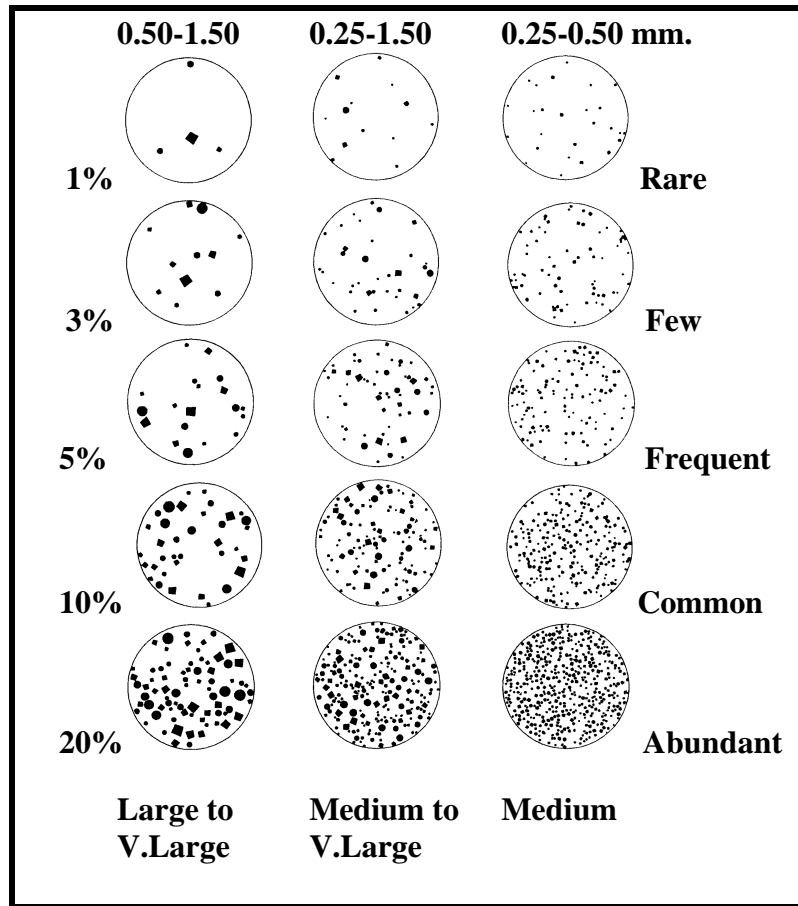 0.50-1.50 0.25-1.50 0.25-0.50 mm.
1% Rare
3% Few
5% Frequent
10% Common
20% Abundant
Large to Medium to Medium
V.Large V.Large